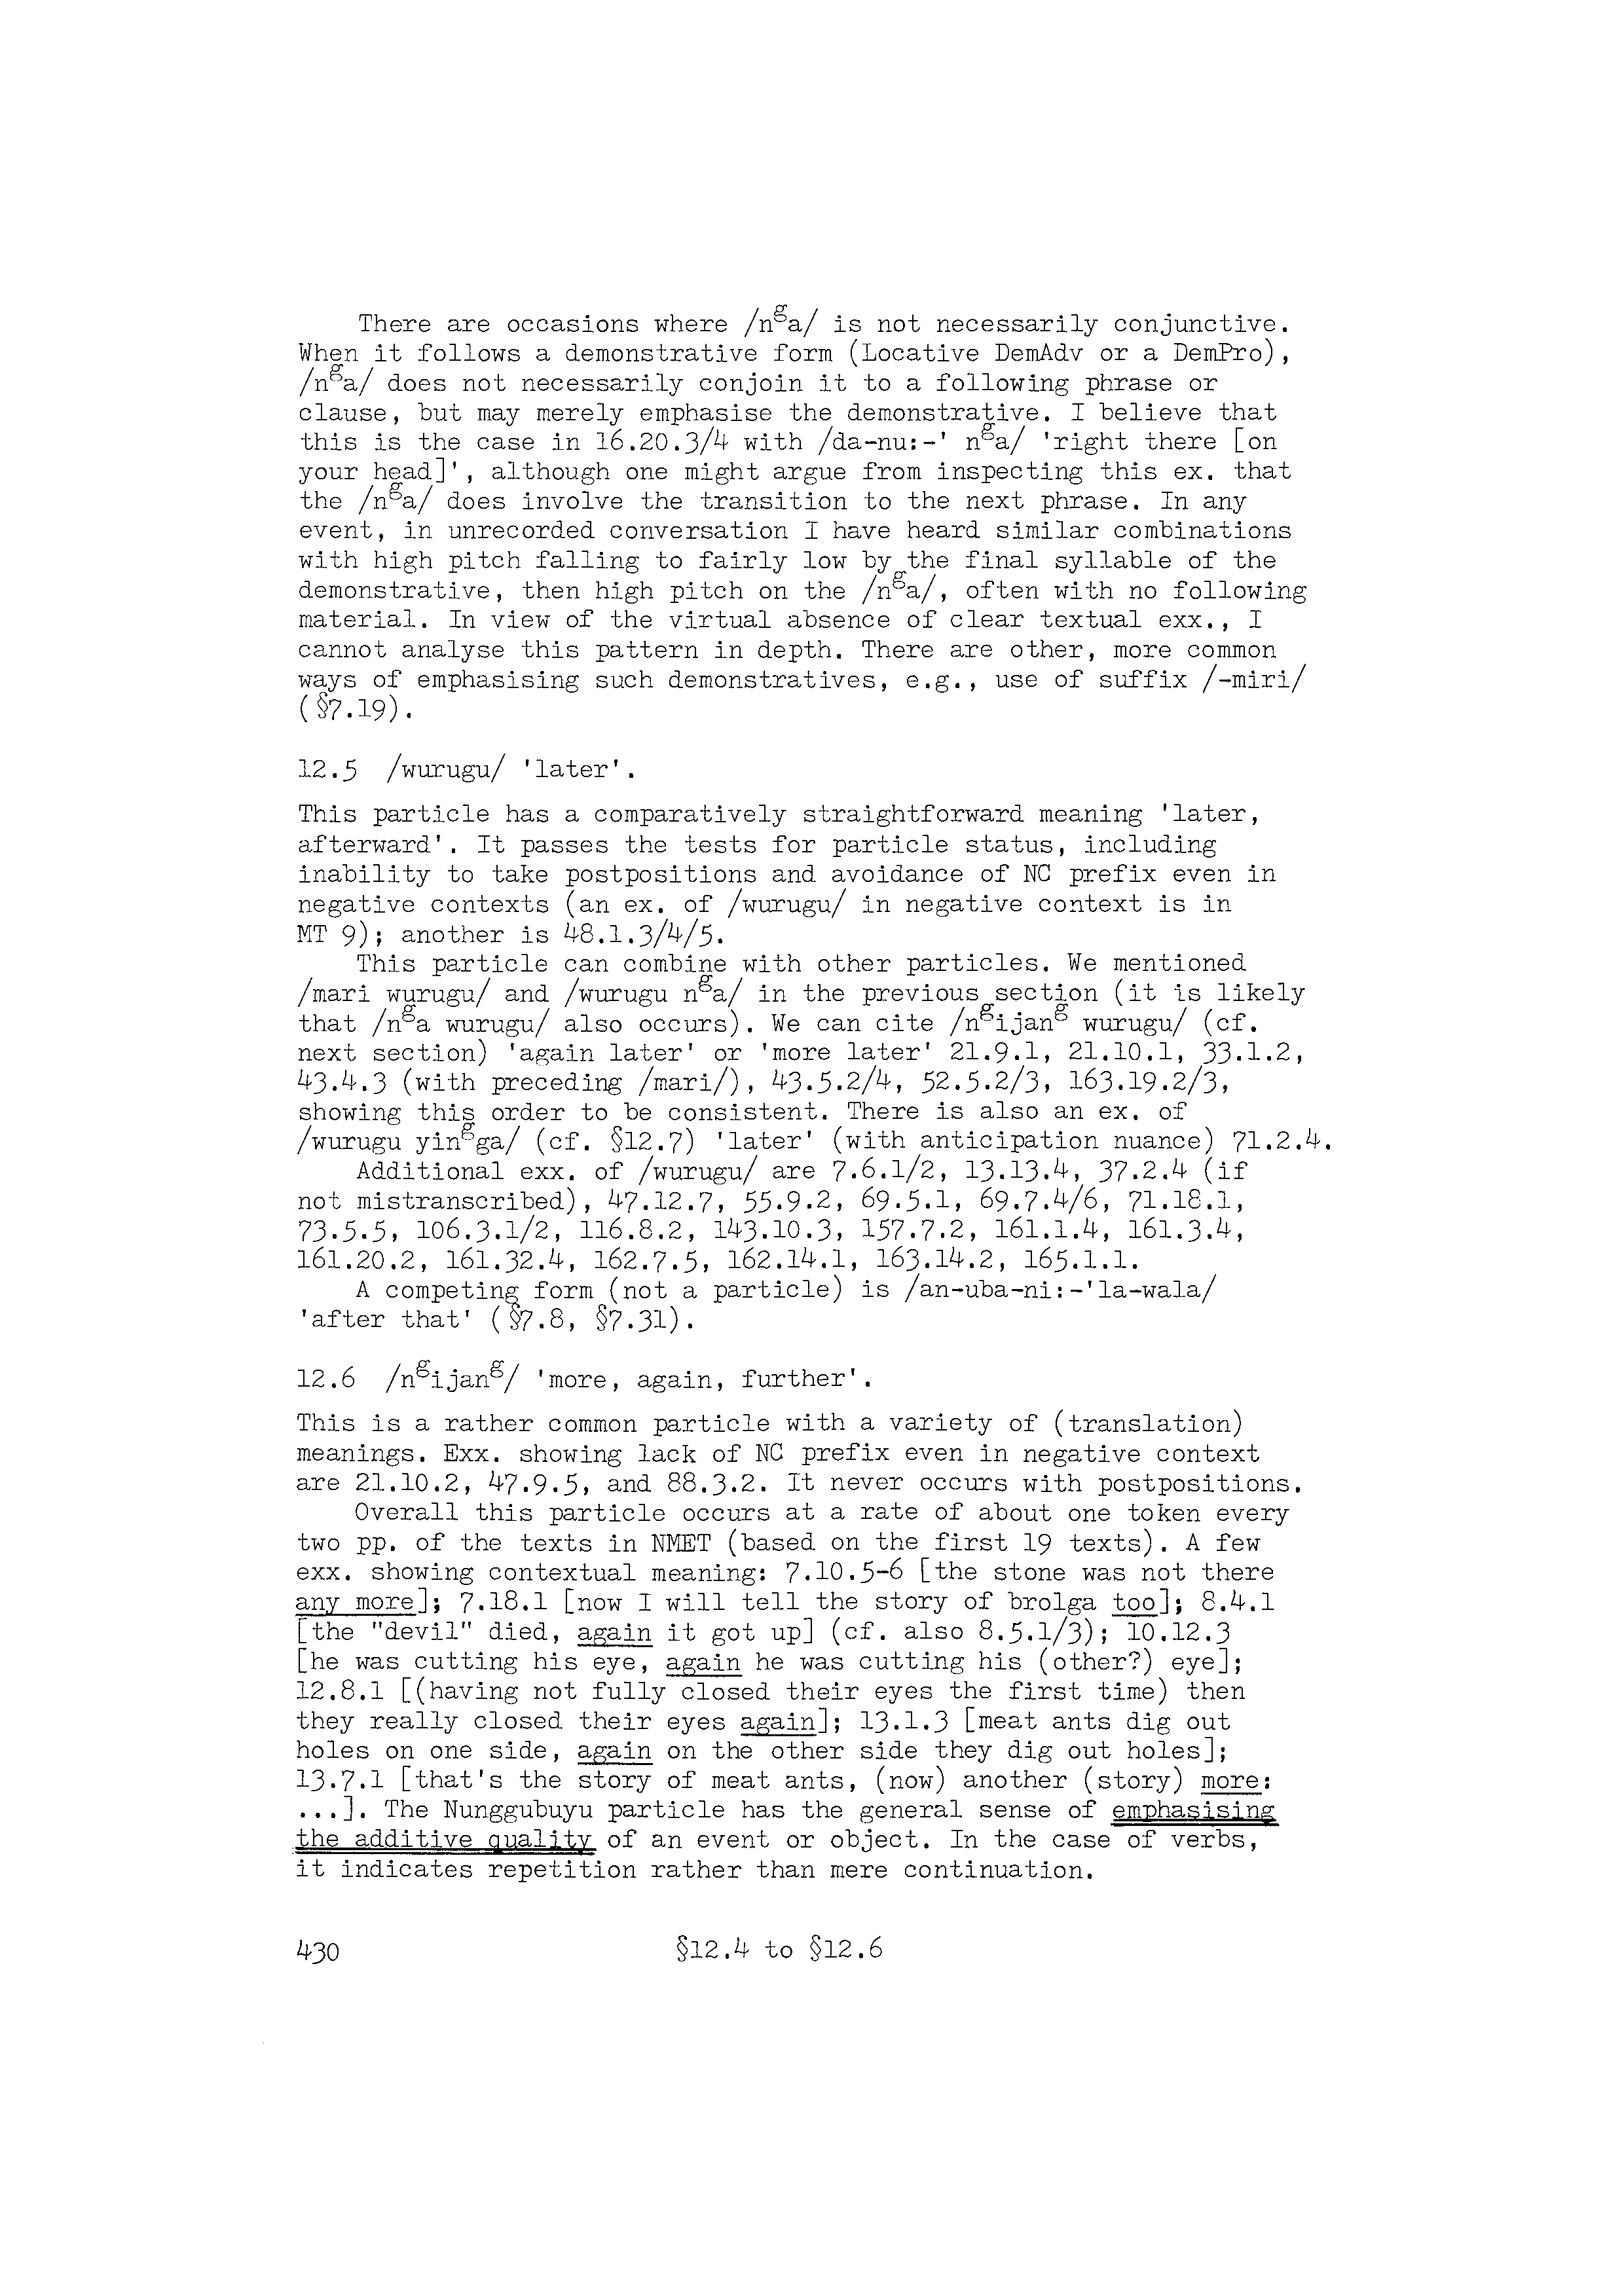 There are occasions where /nᵍa/ is not necessarily conjunctive.
When it follows a demonstrative form (Locative DemAdv or a DemPro),
/nᵍa/ does not necessarily conjoin it to a following phrase or
clause, but may merely emphasise the demonstrative. I believe that
this is the case in 16.20.3/4 with /da-nu:-' nᵍa/ 'right there [on
your head]', although one might argue from inspecting this ex. that
the /nᵍa/ does involve the transition to the next phrase. In any
event, in unrecorded conversation I have heard similar combinations
with high pitch falling to fairly low by the final syllable of the
demonstrative, then high pitch on the /nᵍa/, often with no following
material. In view of the virtual absence of clear textual exx., I
cannot analyse this pattern in depth. There are other, more common
ways of emphasising such demonstratives, e.g., use of suffix /-miri/
(§7.19).
12.5 /wurugu/ 'later'.
This particle has a comparatively straightforward meaning 'later,
afterward'. It passes the tests for particle status, including
inability to take postpositions and avoidance of NC prefix even in
negative contexts (an ex. of /wurugu/ in negative context is in
MT 9); another is 48.1.3/4/5.
This particle can combine with other particles. We mentioned
/mari wurugu/ and /wurugu nᵍa/ in the previous section (it is likely
that /nᵍa wurugu/ also occurs). We can cite /nᵍijanᵍ wurugu/ (cf.
next section) 'again later' or 'more later' 21.9.1, 21.10.1, 33.1.2,
43.4.3 (with preceding /mari/), 43.5.2/4, 52.5.2/3, 163.19.2/3,
showing this order to be consistent. There is also an ex. of
/wurugu yinᵍga/ (cf. §12.7) 'later' (with anticipation nuance) 71.2.4.
Additional exx. of /wurugu/ are 7.6.1/2, 13.13.4, 37.2.4 (if
not mistranscribed), 47.12.7, 55.9.2, 69.5.1, 69.7.4/6, 71.18.1,
73.5.5, 106.3.1/2, 116.8.2, 143.10.3, 157.7.2, 161.1.4, 161.3.4,
161.20.2, 161.32.4, 162.7.5, 162.14.1, 163.14.2, 165.1.1.
A competing form (not a particle) is /an-uba-ni:-'la-wala/
'after that' (§7.8, §7.31).
12.6 /nᵍijanᵍ/ 'more, again, further'.
This is a rather common particle with a variety of (translation)
meanings. Exx. showing lack of NC prefix even in negative context
are 21.10.2, 47.9.5, and 88.3.2. It never occurs with postpositions.
Overall this particle occurs at a rate of about one token every
two pp. of the texts in NMET (based on the first 19 texts). A few
exx. showing contextual meaning: 7.10.5-6 [the stone was not there
any more]; 7.18.1 [now I will tell the story of brolga too]; 8.4.1
[the "devil" died, again it got up] (cf. also 8.5.1/3); 10.12.3
[he was cutting his eye, again he was cutting his (other?) eye];
12.8.1 [(having not fully closed their eyes the first time) then
they really closed their eyes again]; 13.1.3 [meat ants dig out
holes on one side, again on the other side they dig out holes];
13.7.1 [that's the story of meat ants, (now) another (story) more:
...]. The Nunggubuyu particle has the general sense of emphasising
the additive quality of an event or object. In the case of verbs,
it indicates repetition rather than mere continuation.
430 §12.4 to §12.6